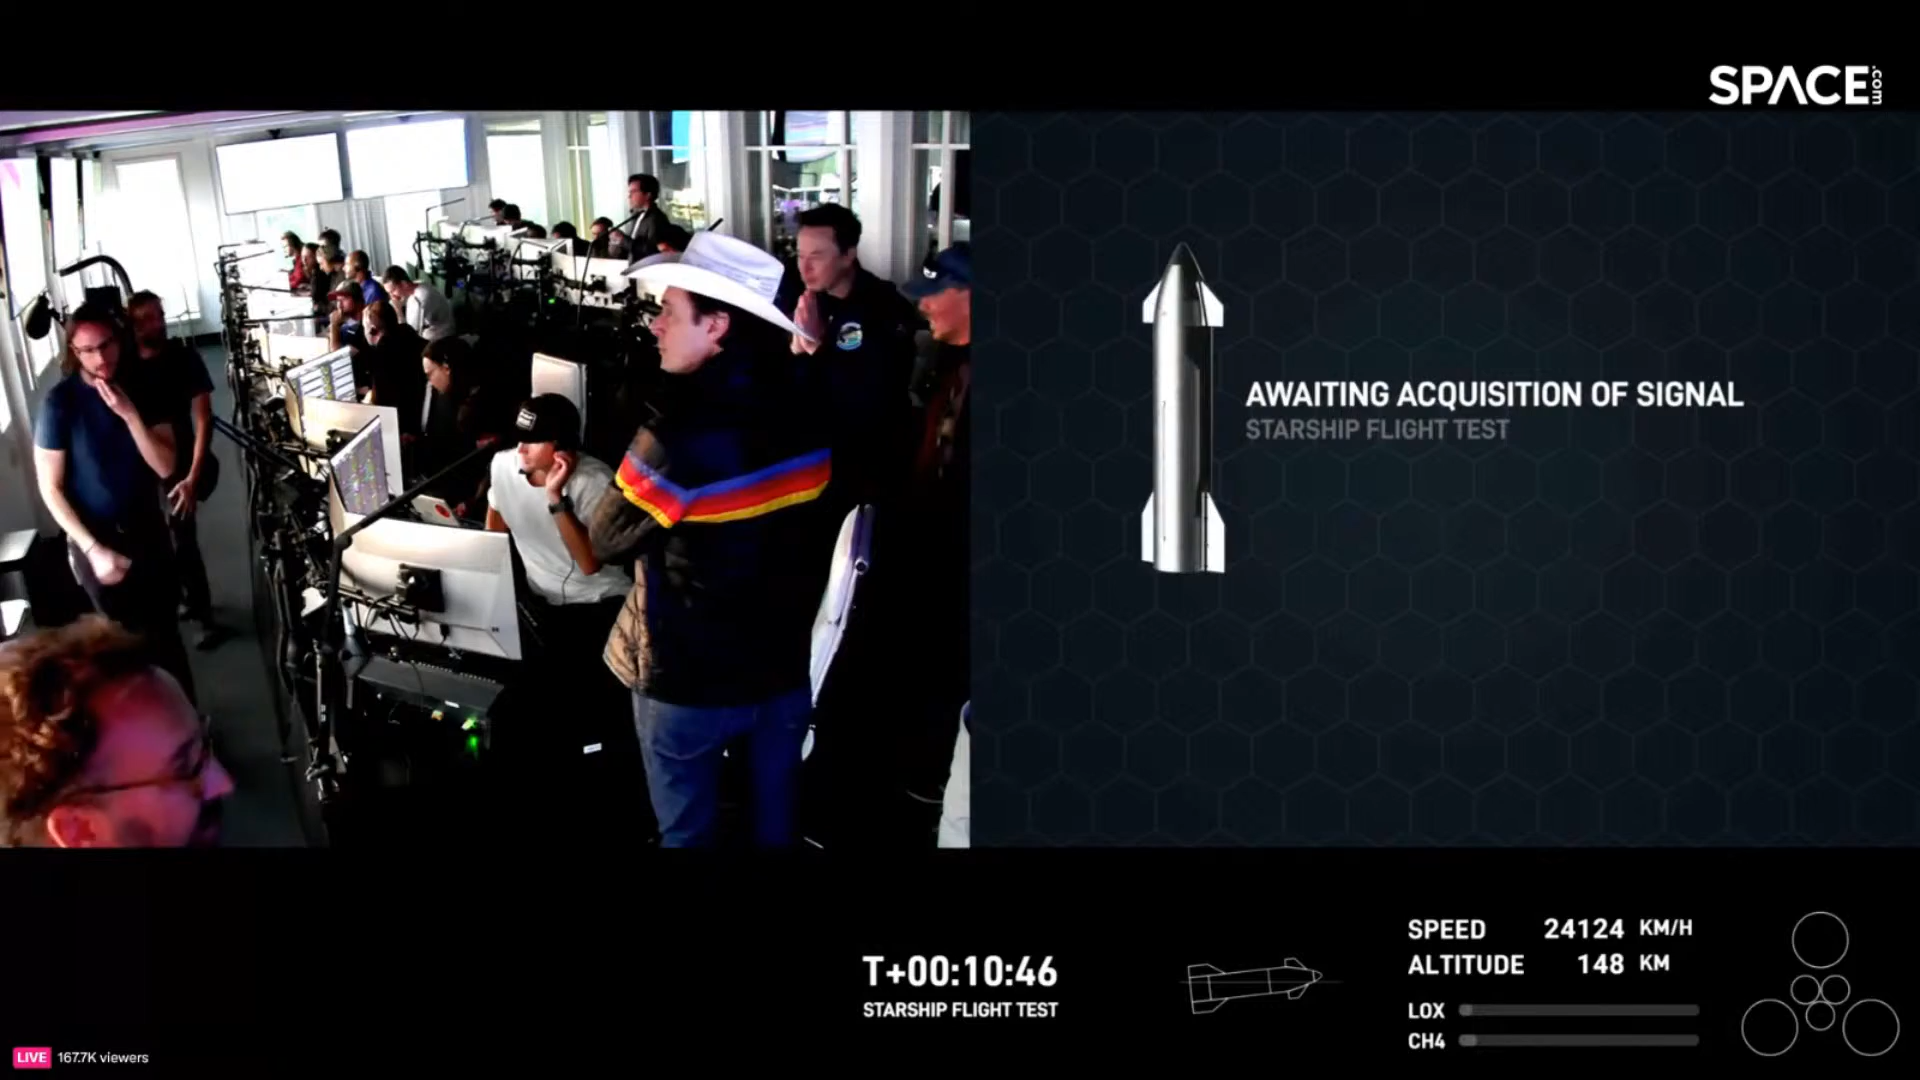 SPACE.com
AWAITING ACQUISITION OF SIGNAL
STARSHIP FLIGHT TEST
T+00:10:46
STARSHIP FLIGHT TEST
SPEED 24124 KM/H
ALTITUDE 148 KM
LOX
CH4
LIVE 167.7K viewers